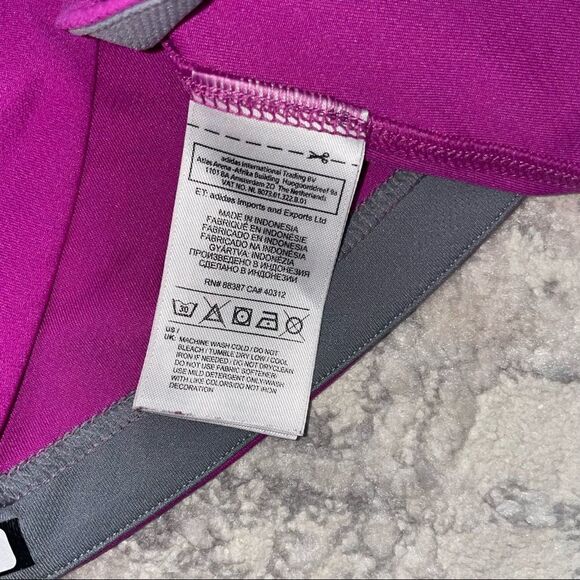 adidas International Trading BV
Atlas Arena -Afrika Building Hoogoorddreef 9a
1101 BA Amsterdam ZO The Netherlands
VAT NO. NL 8073.01.322.B.01
ET: adidas Imports and Exports Ltd
MADE IN INDONESIA
FABRIQUÉ EN INDONÉSIE
FABRICADO EN INDONESIA
FABRICADO NA INDONÉSIA
GYÁRTVA: INDONÉZIA
ПРОИЗВЕДЕНО В ИНДОНЕЗИЯ
СДЕЛАНО В ИНДОНЕЗИИ
RN# 88387 CA# 40312
30
US /
UK: MACHINE WASH COLD / DO NOT
BLEACH / TUMBLE DRY LOW / COOL
IRON IF NEEDED / DO NOT DRYCLEAN
DO NOT USE FABRIC SOFTENER/
USE MILD DETERGENT ONLY/WASH
WITH LIKE COLORS/DO NOT IRON
DECORATION